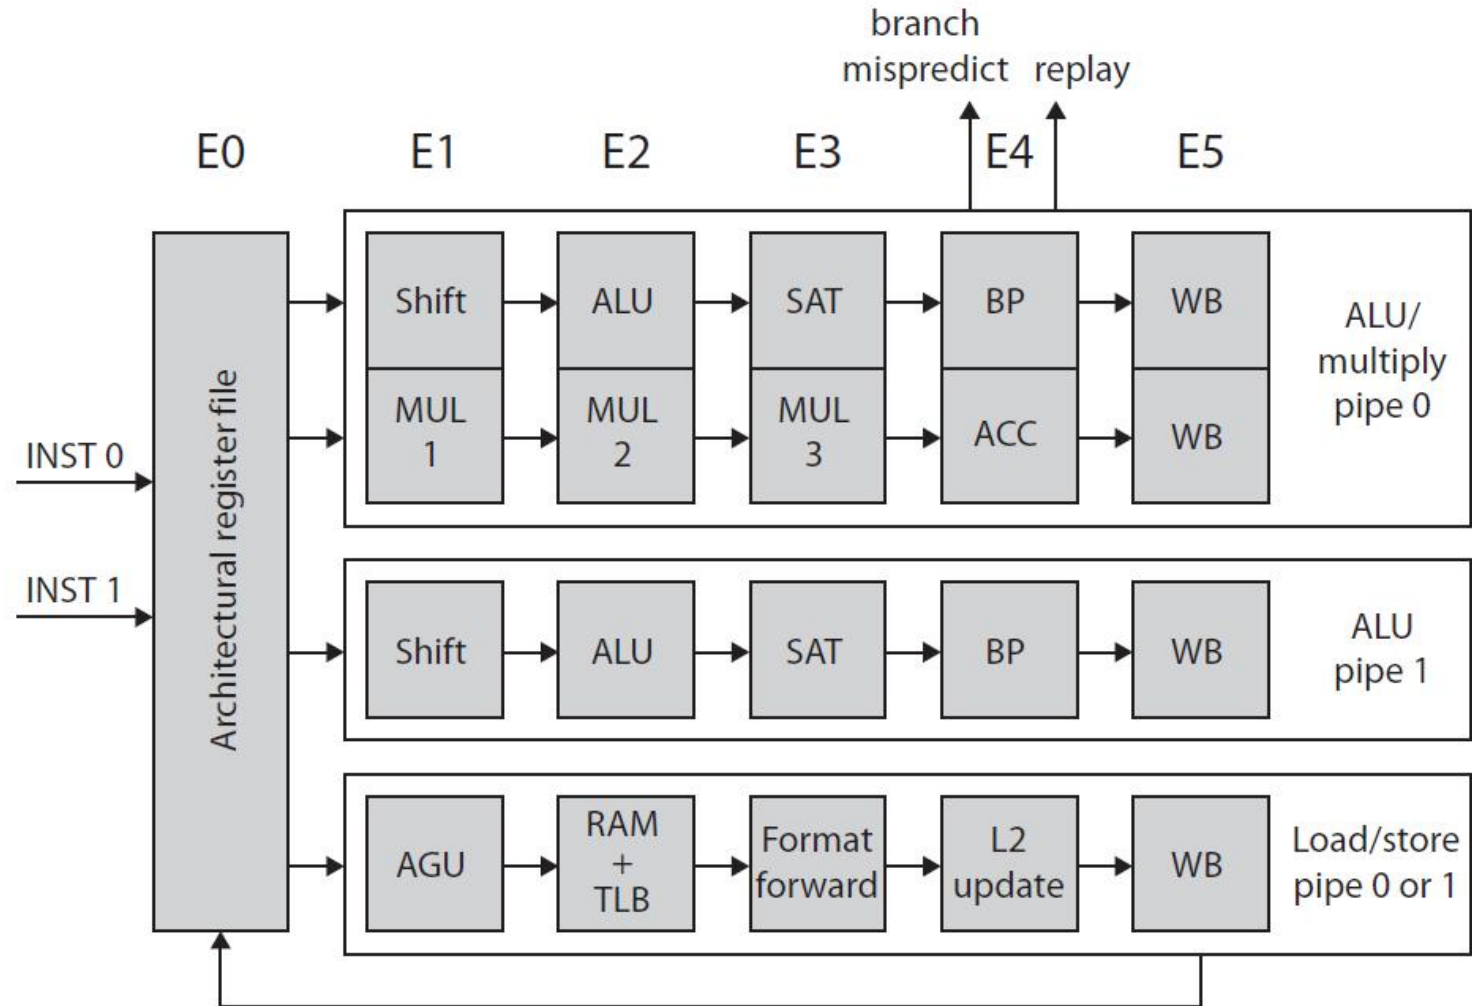 branch
mispredict replay
E0 E1 E2 E3 E4 E5
Architectural register file
INST 0
INST 1
Shift ALU SAT BP WB
MUL
1
MUL
2
MUL
3
ACC WB
ALU/
multiply
pipe 0
Shift ALU SAT BP WB
ALU
pipe 1
AGU
RAM
+
TLB
Format
forward
L2
update
WB
Load/store
pipe 0 or 1